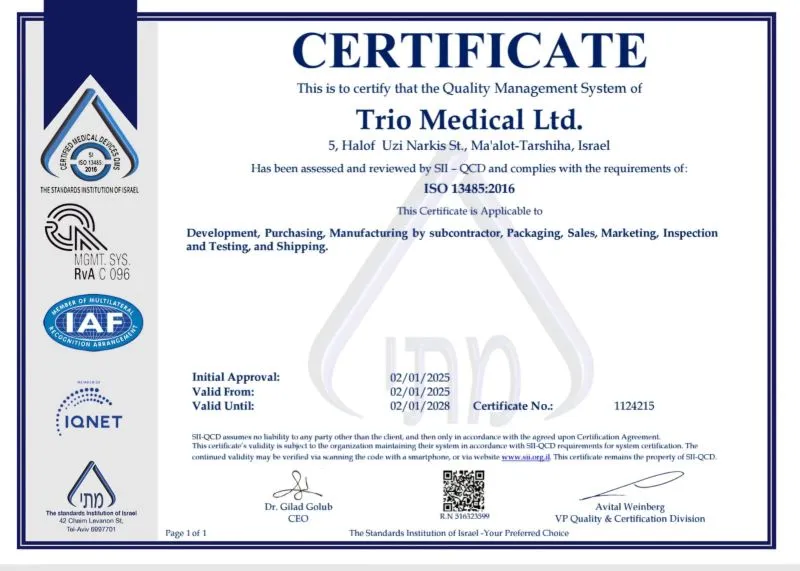 CERTIFICATE
This is to certify that the Quality Management System of
Trio Medical Ltd.
5, Halof Uzi Narkis St., Ma'alot-Tarshiha, Israel
Has been assessed and reviewed by SII – QCD and complies with the requirements of:
ISO 13485:2016
This Certificate is Applicable to
Development, Purchasing, Manufacturing by subcontractor, Packaging, Sales, Marketing, Inspection
and Testing, and Shipping.
מתי
Initial Approval: 02/01/2025
Valid From: 02/01/2025
Valid Until: 02/01/2028 Certificate No.: 1124215
SII-QCD assumes no liability to any party other than the client, and then only in accordance with the agreed upon Certification Agreement.
This certificate's validity is subject to the organization maintaining their system in accordance with SII-QCD requirements for system certification. The
continued validity may be verified via scanning the code with a smartphone, or via website www.sii.org.il. This certificate remains the property of SII-QCD.
Dr. Gilad Golub
CEO
R.N 516323599
Avital Weinberg
VP Quality & Certification Division
Page 1 of 1
The Standards Institution of Israel -Your Preferred Choice
CERTIFIED MEDICAL DEVICES QMS
SI
ISO 13485
2016
THE STANDARDS INSTITUTION OF ISRAEL
MGMT. SYS.
RvA C 096
MEMBER OF MULTILATERAL
IAF
RECOGNITION ARRANGEMENT
MEMBER OF
IQNET
מתי
The standards Institution of Israel
42 Chaim Levanon St,
Tel-Aviv 6997701